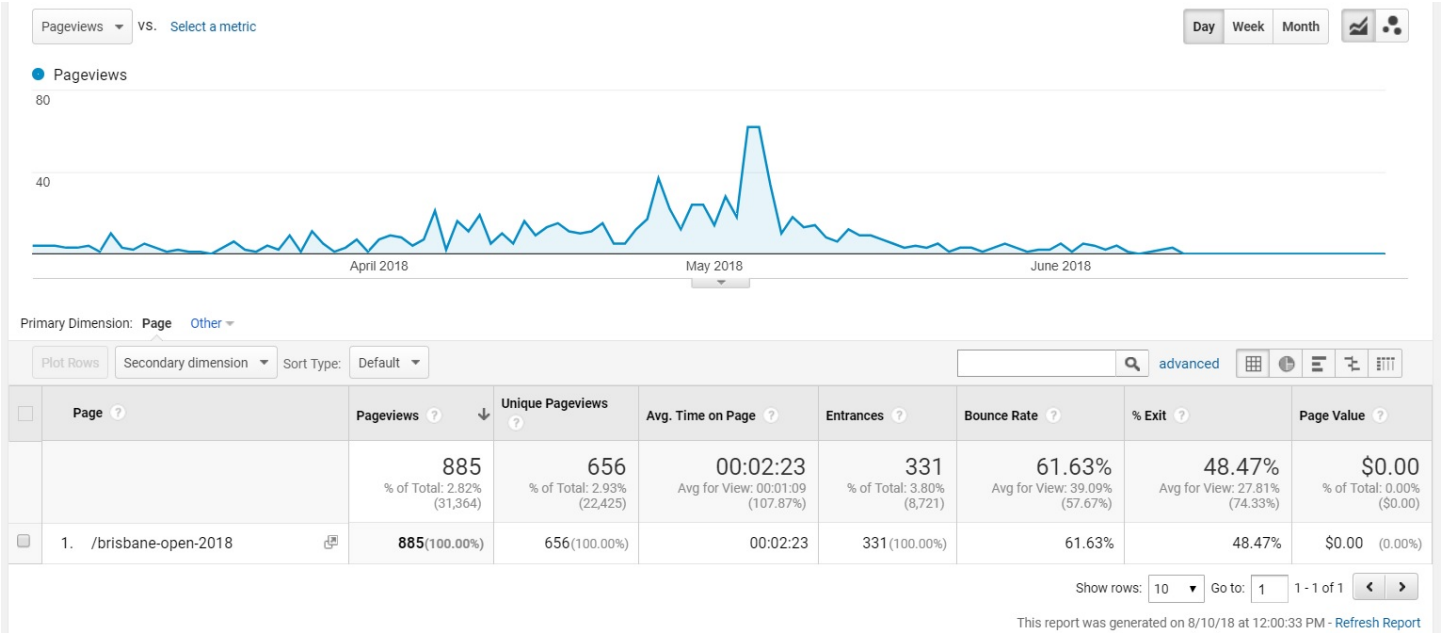 Pageviews VS. Select a metric Day Week Month
Pageviews
80
40
April 2018 May 2018 June 2018
Primary Dimension: Page Other
Plot Rows Secondary dimension Sort Type: Default advanced
Page ? Pageviews ? Unique Pageviews ? Avg. Time on Page ? Entrances ? Bounce Rate ? % Exit ? Page Value ?
885 656 00:02:23 331 61.63% 48.47% $0.00
% of Total: 2.82% % of Total: 2.93% Avg for View: 00:01:09 % of Total: 3.80% Avg for View: 39.09% Avg for View: 27.81% % of Total: 0.00%
(31,364) (22,425) (107.87%) (8,721) (57.67%) (74.33%) ($0.00)
1. /brisbane-open-2018 885(100.00%) 656(100.00%) 00:02:23 331(100.00%) 61.63% 48.47% $0.00 (0.00%)
Show rows: 10 Go to: 1 1 - 1 of 1
This report was generated on 8/10/18 at 12:00:33 PM - Refresh Report